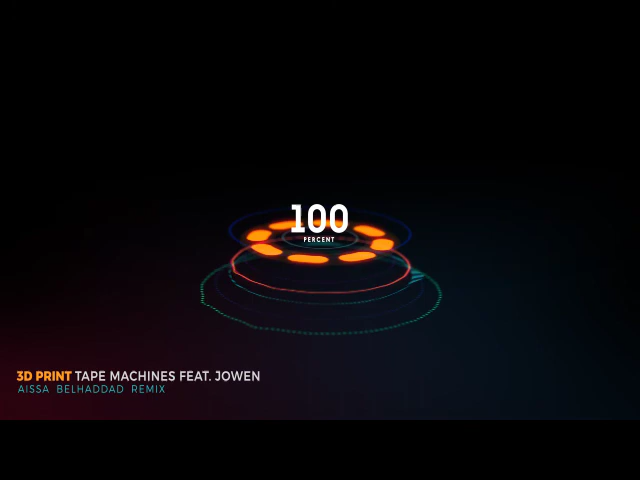 100
PERCENT
3D PRINT TAPE MACHINES FEAT. JOWEN
AISSA BELHADDAD REMIX